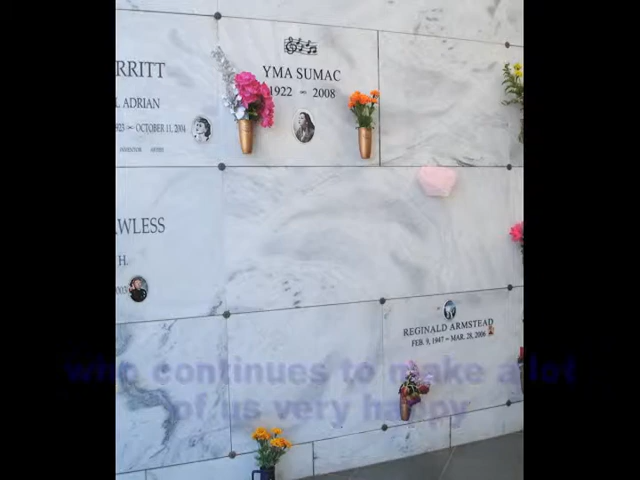 RRITT
L ADRIAN
OCTOBER 11, 2004
YMA SUMAC
1922 - 2008
WLESS
H.
REGINALD ARMSTEAD
FEB. 9, 1947 - MAR. 28, 2006
who continues to make a lot
of us very happy